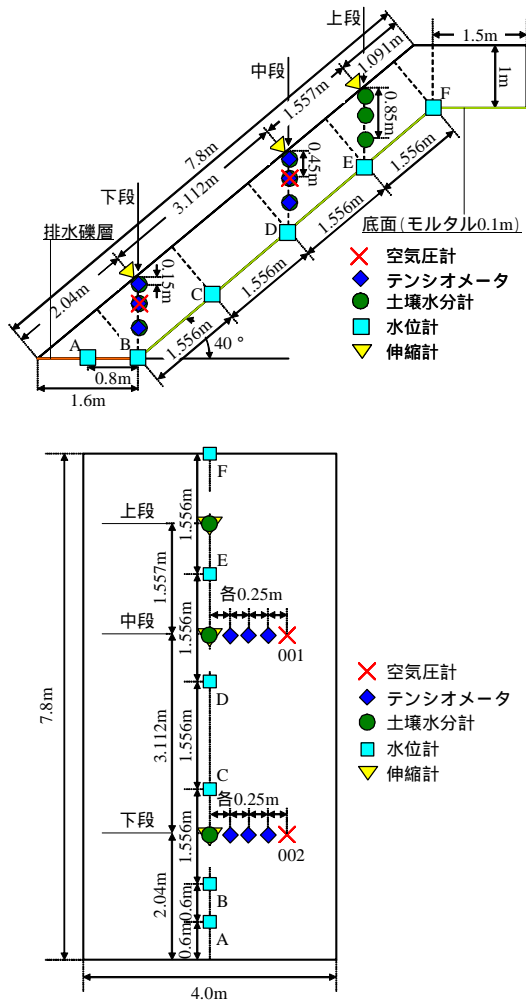 上段
1.5m
1.091m
中段
1m
1.557m
0.85m
F
7.8m
0.45m
E
1.556m
3.112m
下段
底面(モルタル0.1m)
排水礫層
D
1.556m
空気圧計
0.15m
テンシオメータ
2.04m
C
1.556m
土壌水分計
水位計
A
B
1.556m
40°
伸縮計
0.8m
1.6m
F
上段
1.556m
1.557m
E
各0.25m
中段
1.556m
001
空気圧計
D
テンシオメータ
7.8m
3.112m
1.556m
土壌水分計
水位計
C
伸縮計
各0.25m
下段
1.556m
002
2.04m
0.6m
B
0.6m
A
4.0m